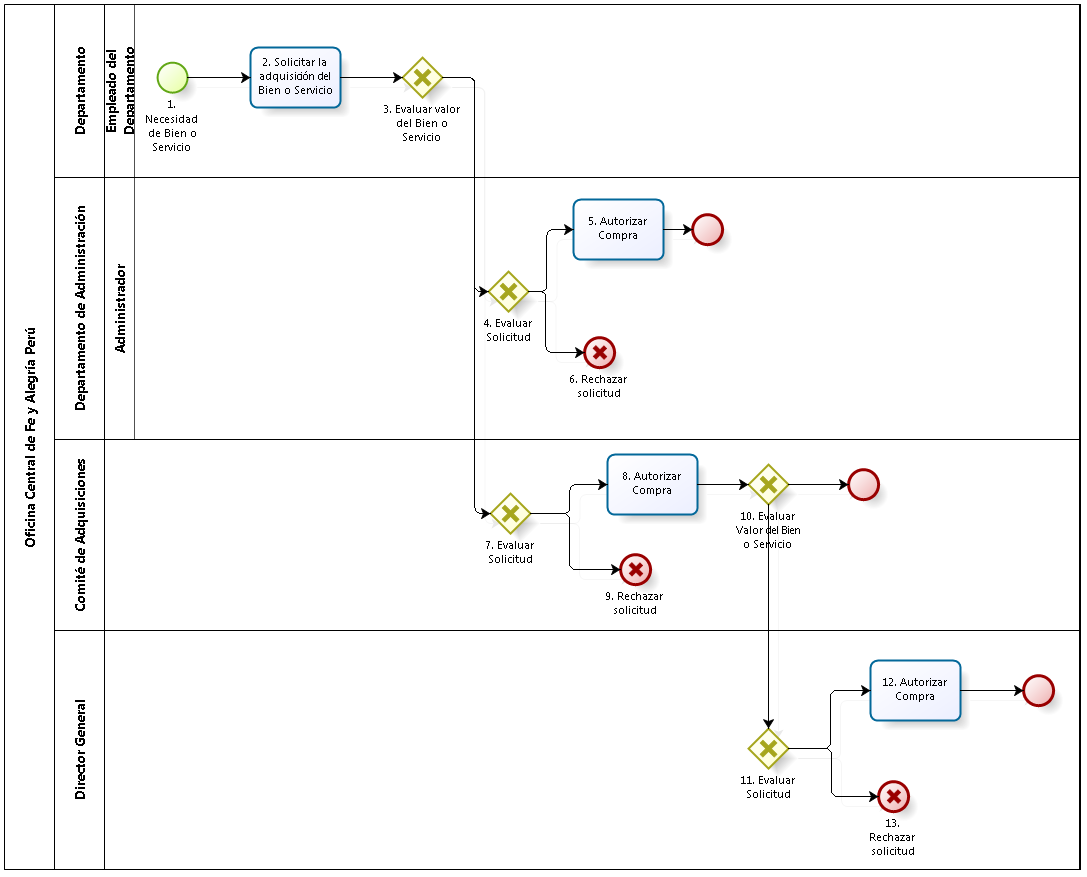 Oficina Central de Fe y Alegría Perú
Departamento
Empleado del
Departamento
1.
Necesidad
de Bien o
Servicio
2. Solicitar la
adquisición del
Bien o Servicio
3. Evaluar valor
del Bien o
Servicio
Departamento de Administración
Administrador
4. Evaluar
Solicitud
5. Autorizar
Compra
6. Rechazar
solicitud
Comité de Adquisiciones
7. Evaluar
Solicitud
8. Autorizar
Compra
9. Rechazar
solicitud
10. Evaluar
Valor del Bien
o Servicio
Director General
11. Evaluar
Solicitud
12. Autorizar
Compra
13.
Rechazar
solicitud